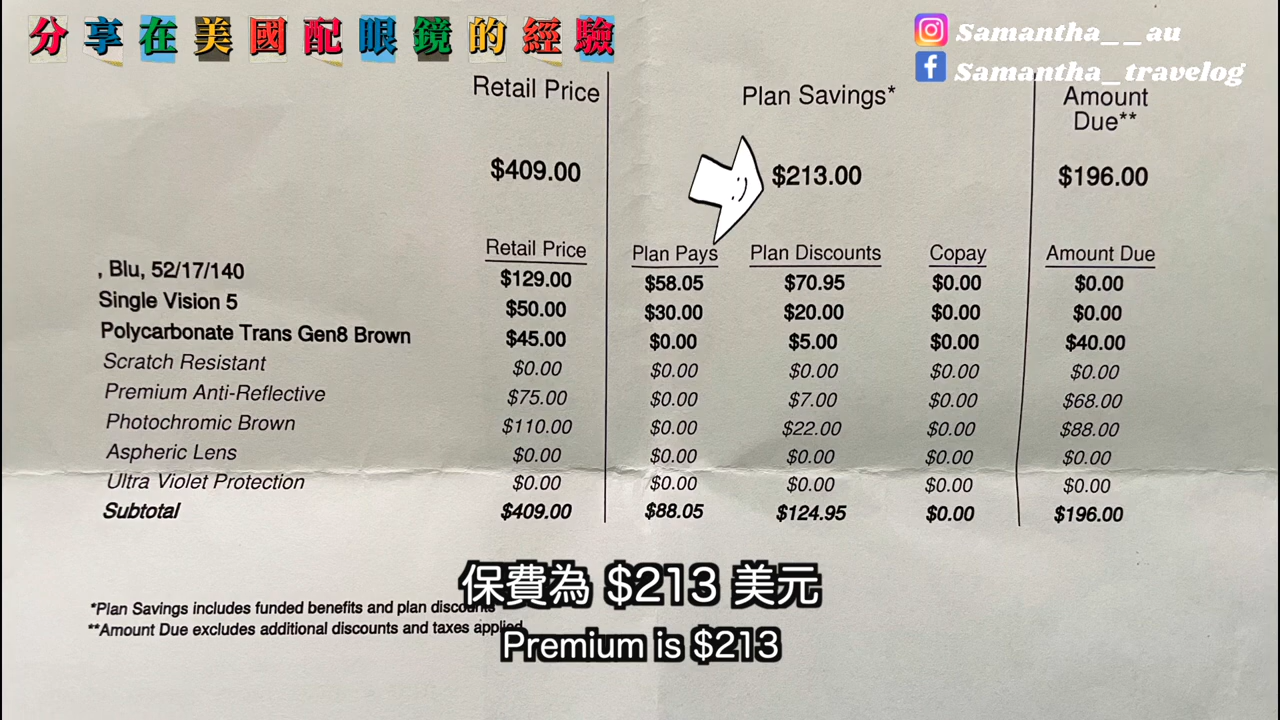 分享在美國配眼鏡的經驗
Samantha__au
Samantha_travelog
Retail Price Plan Savings* Amount Due**
$409.00 $213.00 $196.00
Retail Price Plan Pays Plan Discounts Copay Amount Due
, Blu, 52/17/140 $129.00 $58.05 $70.95 $0.00 $0.00
Single Vision 5 $50.00 $30.00 $20.00 $0.00 $0.00
Polycarbonate Trans Gen8 Brown $45.00 $0.00 $5.00 $0.00 $40.00
Scratch Resistant $0.00 $0.00 $0.00 $0.00 $0.00
Premium Anti-Reflective $75.00 $0.00 $7.00 $0.00 $68.00
Photochromic Brown $110.00 $0.00 $22.00 $0.00 $88.00
Aspheric Lens $0.00 $0.00 $0.00 $0.00 $0.00
Ultra Violet Protection $0.00 $0.00 $0.00 $0.00 $0.00
Subtotal $409.00 $88.05 $124.95 $0.00 $196.00
*Plan Savings includes funded benefits and plan discounts
**Amount Due excludes additional discounts and taxes applied
保費為 $213 美元
Premium is $213